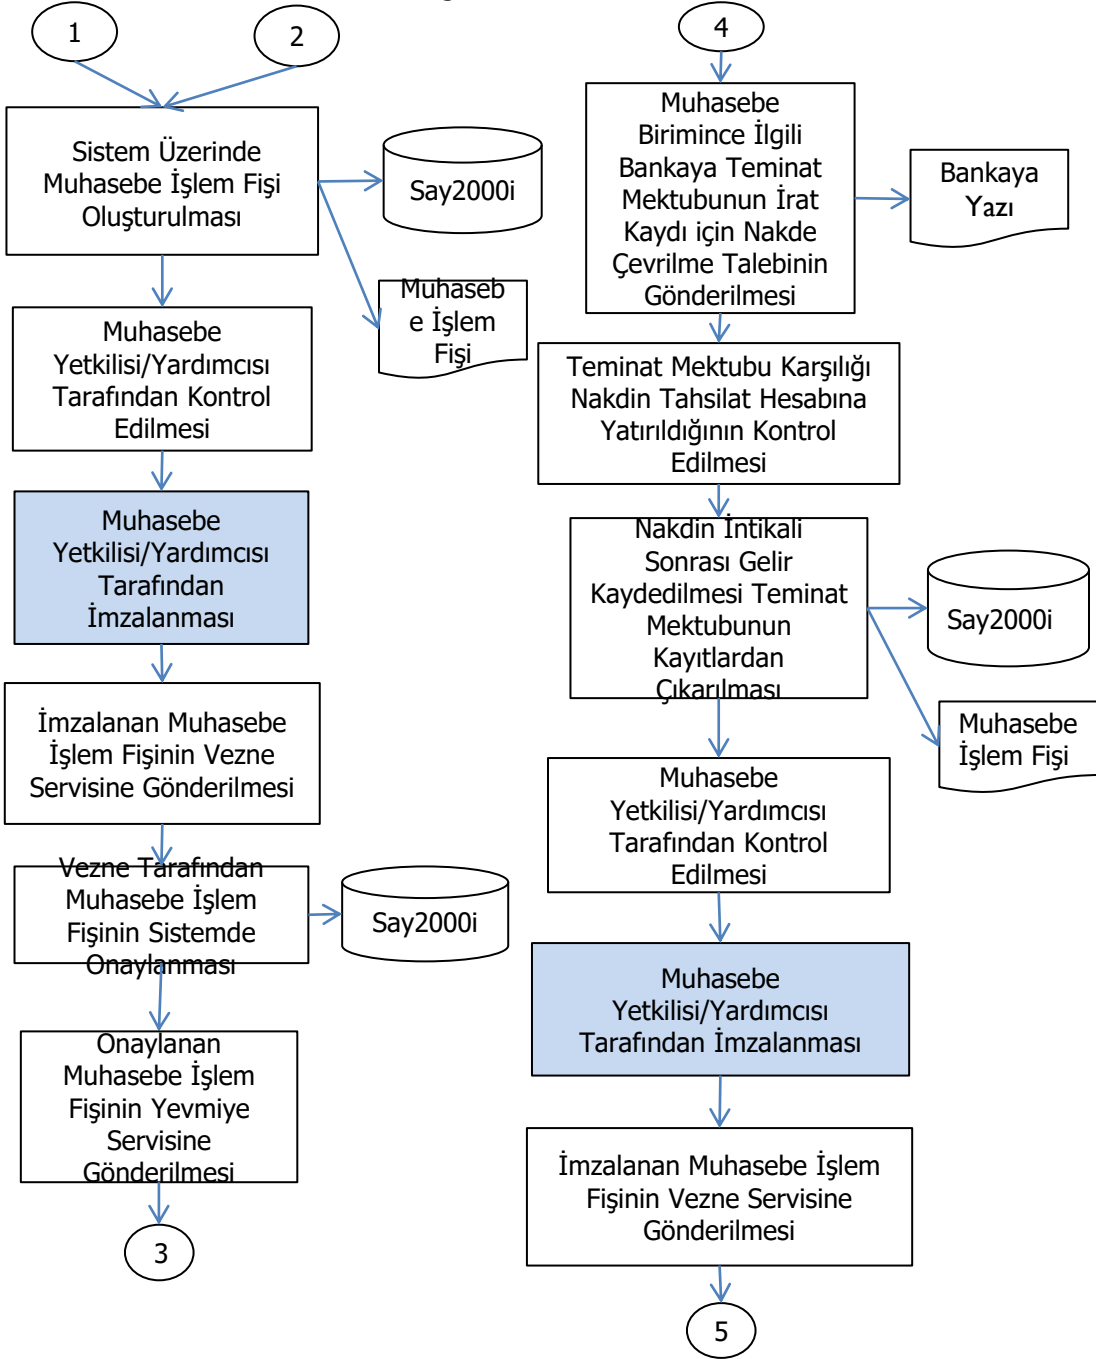 1
2
Sistem Üzerinde
Muhasebe İşlem Fişi
Oluşturulması
Say2000i
Muhaseb
e İşlem
Fişi
Muhasebe
Yetkilisi/Yardımcısı
Tarafından Kontrol
Edilmesi
Muhasebe
Yetkilisi/Yardımcısı
Tarafından
İmzalanması
İmzalanan Muhasebe
İşlem Fişinin Vezne
Servisine Gönderilmesi
Vezne Tarafından
Muhasebe İşlem
Fişinin Sistemde
Onaylanması
Say2000i
Onaylanan
Muhasebe İşlem
Fişinin Yevmiye
Servisine
Gönderilmesi
3
4
Muhasebe
Birimince İlgili
Bankaya Teminat
Mektubunun İrat
Kaydı için Nakde
Çevrilme Talebinin
Gönderilmesi
Bankaya
Yazı
Teminat Mektubu Karşılığı
Nakdin Tahsilat Hesabına
Yatırıldığının Kontrol
Edilmesi
Nakdin İntikali
Sonrası Gelir
Kaydedilmesi Teminat
Mektubunun
Kayıtlardan
Çıkarılması
Say2000i
Muhasebe
İşlem Fişi
Muhasebe
Yetkilisi/Yardımcısı
Tarafından Kontrol
Edilmesi
Muhasebe
Yetkilisi/Yardımcısı
Tarafından İmzalanması
İmzalanan Muhasebe İşlem
Fişinin Vezne Servisine
Gönderilmesi
5